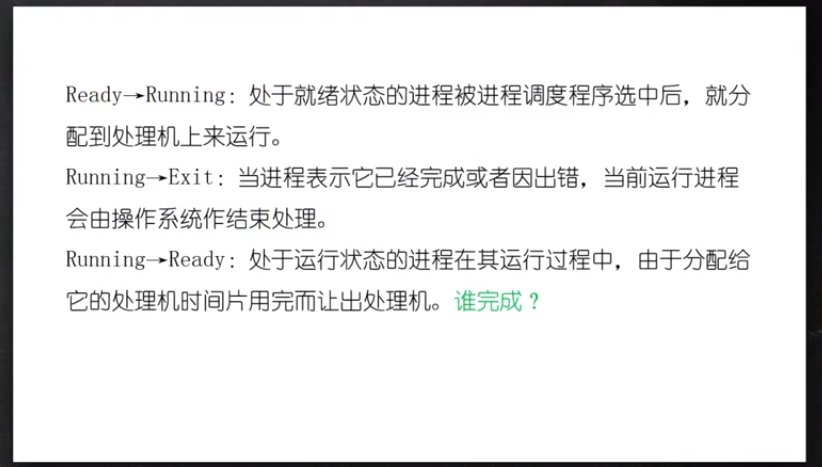 Ready→Running：处于就绪状态的进程被进程调度程序选中后，就分
配到处理机上来运行。
Running→Exit：当进程表示它已经完成或者因出错，当前运行进程
会由操作系统作结束处理。
Running→Ready：处于运行状态的进程在其运行过程中，由于分配给
它的处理机时间片用完而让出处理机。谁完成？